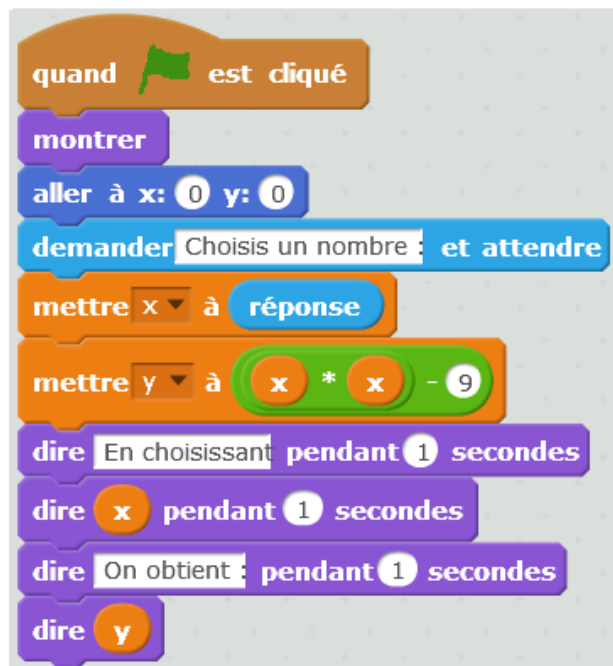 quand est cliqué
montrer
aller à x: 0 y: 0
demander Choisis un nombre : et attendre
mettre x à réponse
mettre y à x * x - 9
dire En choisissant pendant 1 secondes
dire x pendant 1 secondes
dire On obtient : pendant 1 secondes
dire y